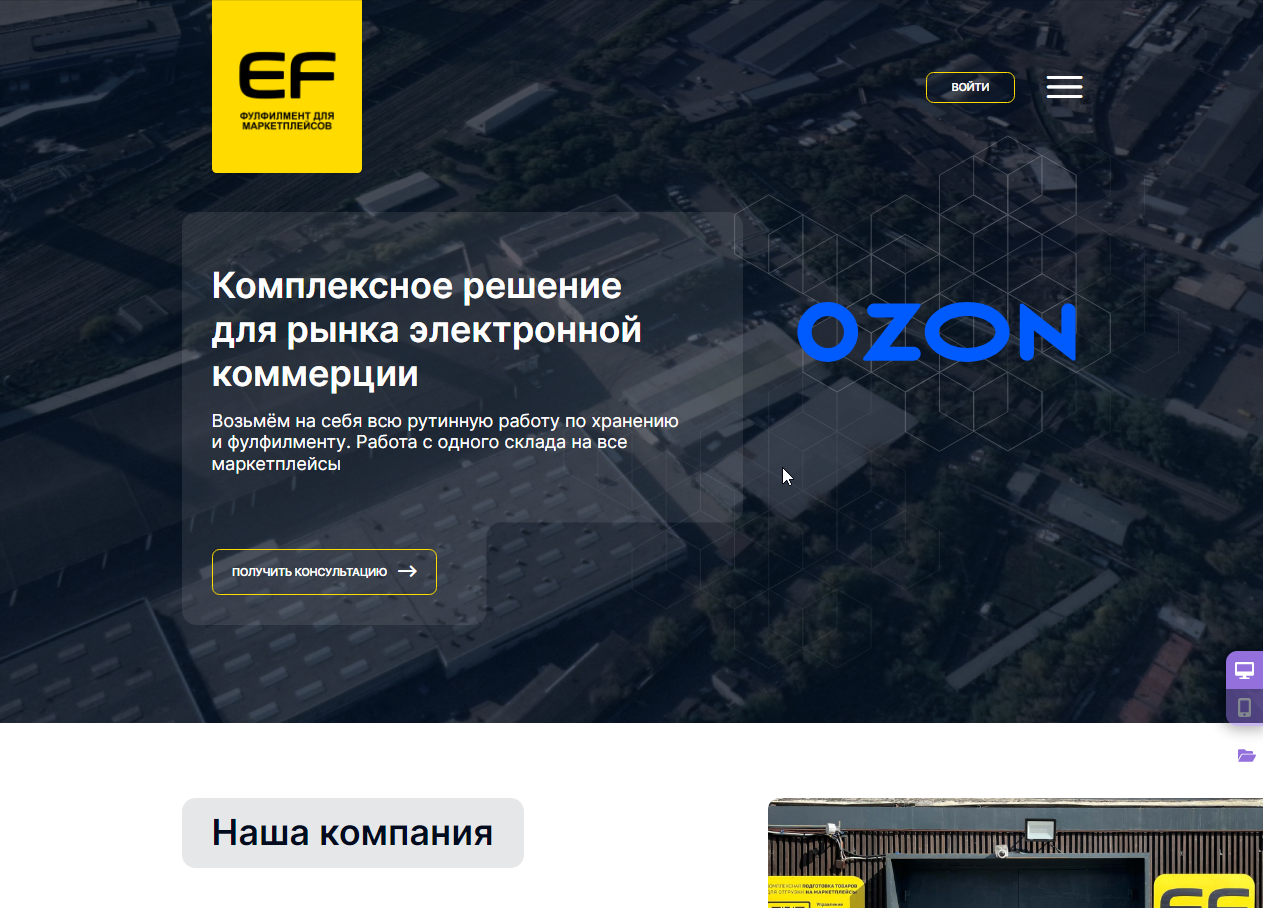 EF
ФУЛФИЛМЕНТ ДЛЯ
МАРКЕТПЛЕЙСОВ
ВОЙТИ
Комплексное решение
для рынка электронной
коммерции
OZON
Возьмём на себя всю рутинную работу по хранению
и фулфилменту. Работа с одного склада на все
маркетплейсы
ПОЛУЧИТЬ КОНСУЛЬТАЦИЮ
Наша компания
КОМПЛЕКСНАЯ ПОДГОТОВКА ТОВАРОВ
ДЛЯ ОТГРУЗКИ НА МАРКЕТПЛЕЙСЫ
Управление
EF